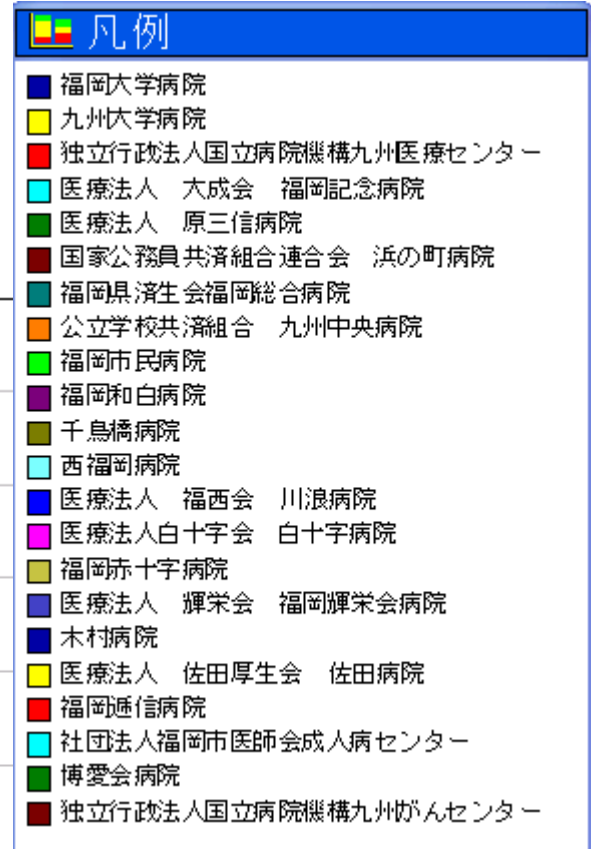 凡例
福岡大学病院
九州大学病院
独立行政法人国立病院機構九州医療センター
医療法人　大成会　福岡記念病院
医療法人　原三信病院
国家公務員共済組合連合会　浜の町病院
福岡県済生会福岡総合病院
公立学校共済組合　九州中央病院
福岡市民病院
福岡和白病院
千鳥橋病院
西福岡病院
医療法人　福西会　川浪病院
医療法人白十字会　白十字病院
福岡赤十字病院
医療法人　輝栄会　福岡輝栄会病院
木村病院
医療法人　佐田厚生会　佐田病院
福岡逓信病院
社団法人福岡市医師会成人病センター
博愛会病院
独立行政法人国立病院機構九州がんセンター